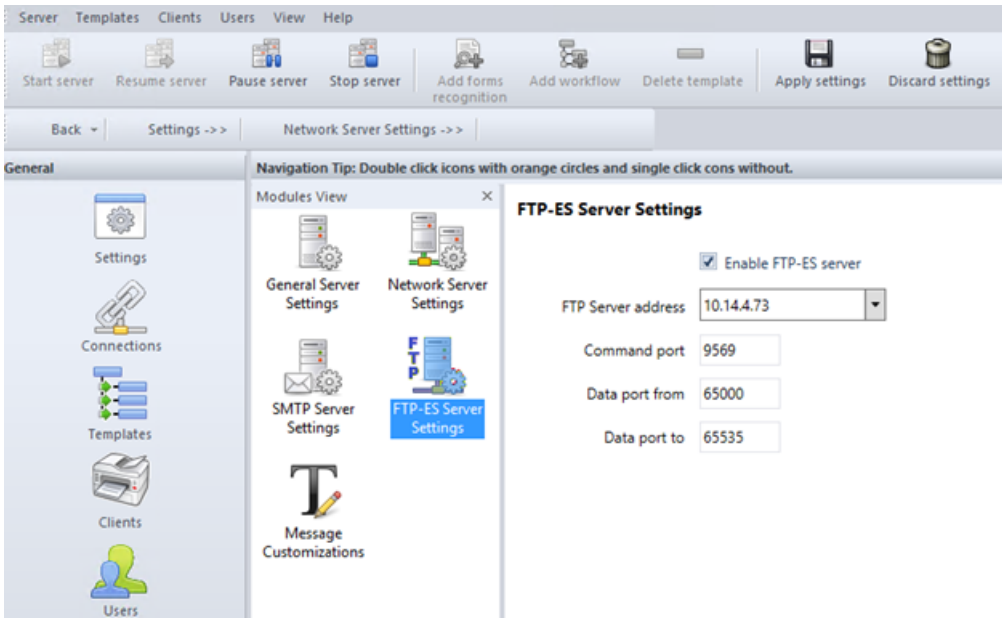 Server Templates Clients Users View Help
Start server Resume server Pause server Stop server Add forms recognition Add workflow Delete template Apply settings Discard settings
Back Settings ->> Network Server Settings ->>
General
Navigation Tip: Double click icons with orange circles and single click cons without.
Settings
Connections
Templates
Clients
Users
Modules View
General Server
Settings
Network Server
Settings
SMTP Server
Settings
FTP
FTP-ES Server
Settings
Message
Customizations
FTP-ES Server Settings
Enable FTP-ES server
FTP Server address 10.14.4.73
Command port 9569
Data port from 65000
Data port to 65535